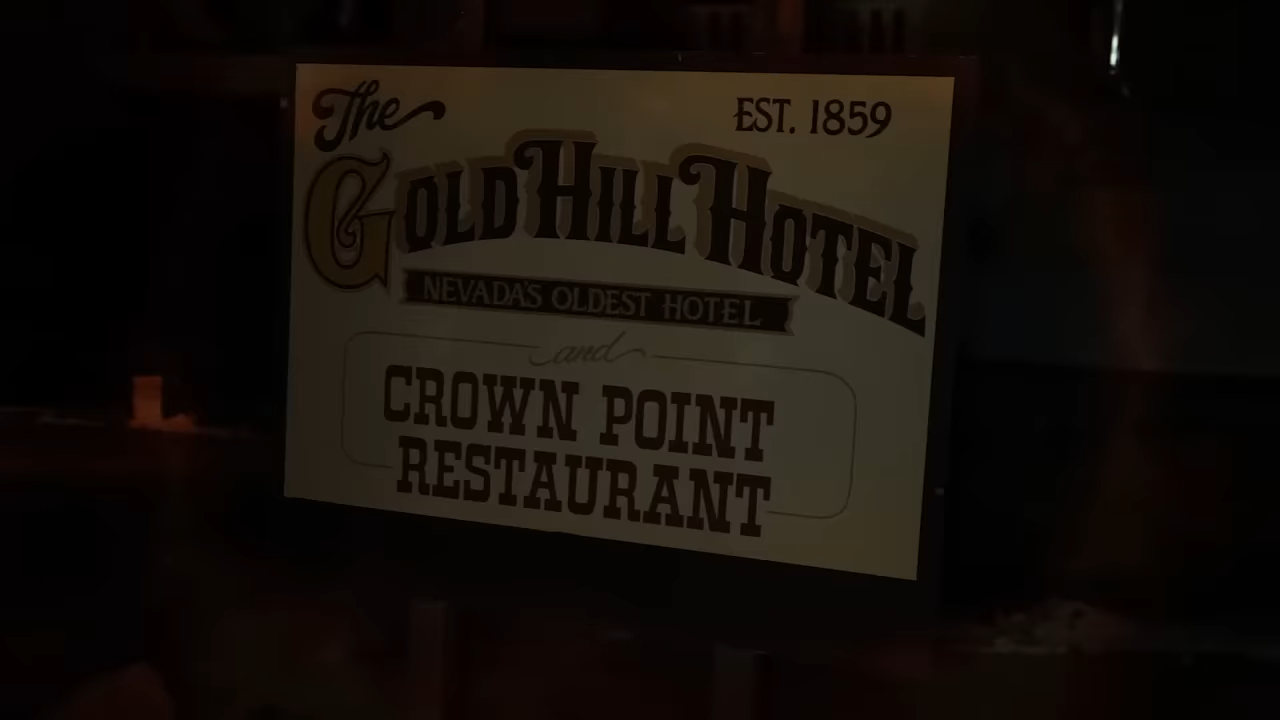 The
EST. 1859
GOLD HILL HOTEL
NEVADA'S OLDEST HOTEL
and
CROWN POINT
RESTAURANT